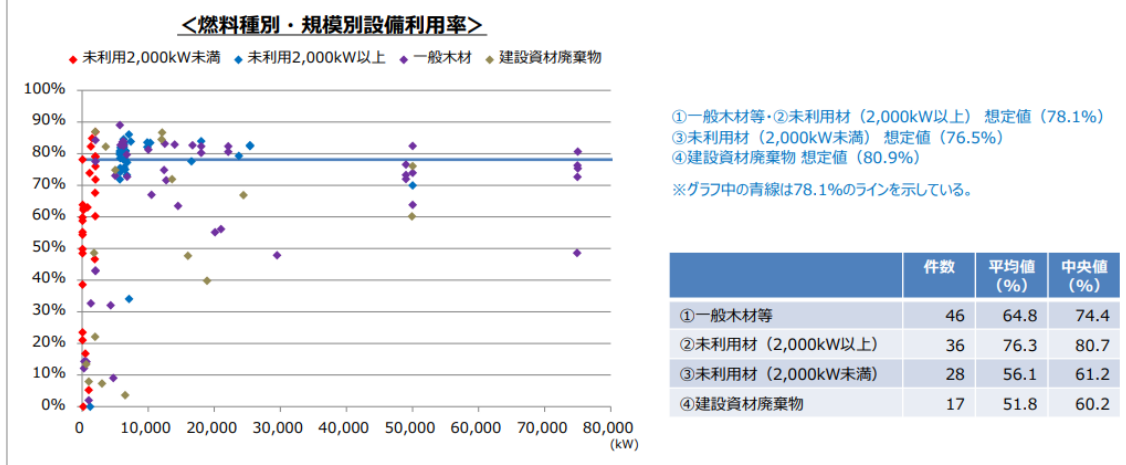 ＜燃料種別・規模別設備利用率＞
未利用2,000kW未満 未利用2,000kW以上 一般木材 建設資材廃棄物
100%
90%
80%
70%
60%
50%
40%
30%
20%
10%
0%
0 10,000 20,000 30,000 40,000 50,000 60,000 70,000 80,000
(kW)
①一般木材等・②未利用材（2,000kW以上） 想定値（78.1%）
③未利用材（2,000kW未満） 想定値（76.5%）
④建設資材廃棄物 想定値（80.9%）
※グラフ中の青線は78.1%のラインを示している。
件数 平均値（%） 中央値（%）
①一般木材等 46 64.8 74.4
②未利用材（2,000kW以上） 36 76.3 80.7
③未利用材（2,000kW未満） 28 56.1 61.2
④建設資材廃棄物 17 51.8 60.2